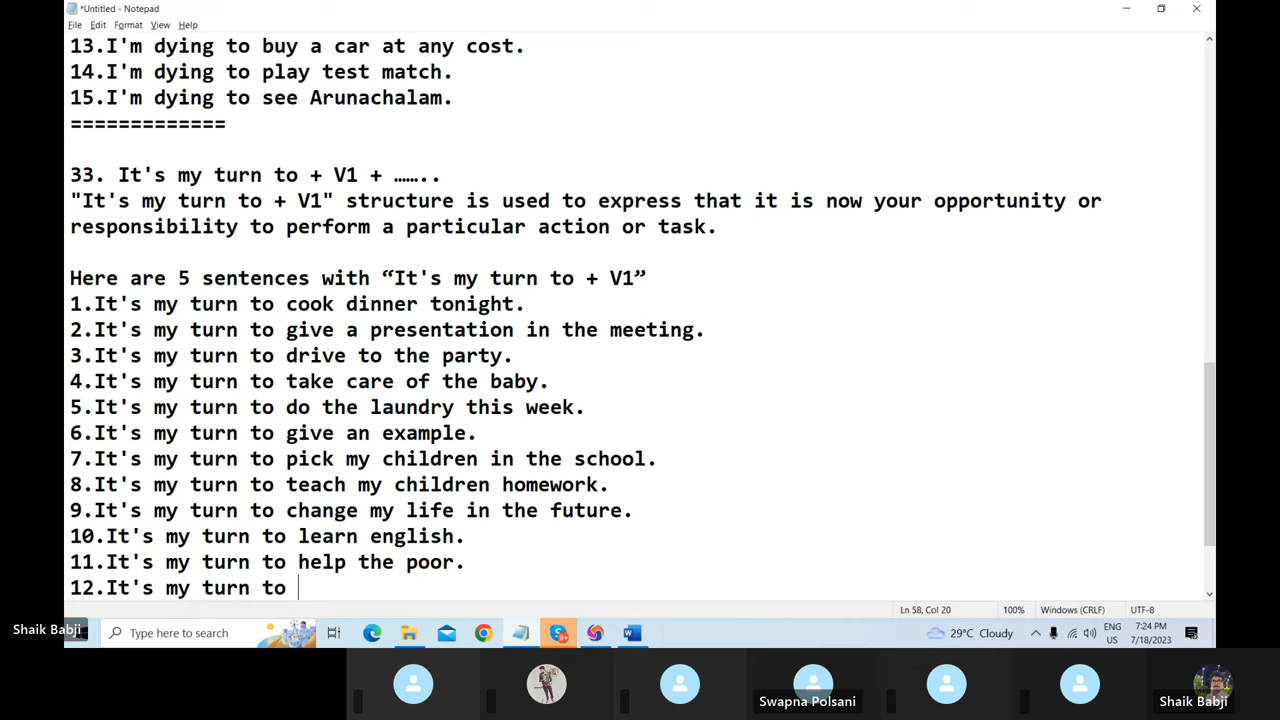 *Untitled - Notepad
File Edit Format View Help
13.I'm dying to buy a car at any cost.
14.I'm dying to play test match.
15.I'm dying to see Arunachalam.
=============
33. It's my turn to + V1 + ……..
"It's my turn to + V1" structure is used to express that it is now your opportunity or
responsibility to perform a particular action or task.
Here are 5 sentences with “It's my turn to + V1”
1.It's my turn to cook dinner tonight.
2.It's my turn to give a presentation in the meeting.
3.It's my turn to drive to the party.
4.It's my turn to take care of the baby.
5.It's my turn to do the laundry this week.
6.It's my turn to give an example.
7.It's my turn to pick my children in the school.
8.It's my turn to teach my children homework.
9.It's my turn to change my life in the future.
10.It's my turn to learn english.
11.It's my turn to help the poor.
12.It's my turn to
Ln 58, Col 20 100% Windows (CRLF) UTF-8
Shaik Babji
Type here to search
29°C Cloudy
ENG
US
7:24 PM
7/18/2023
Swapna Polsani
Shaik Babji